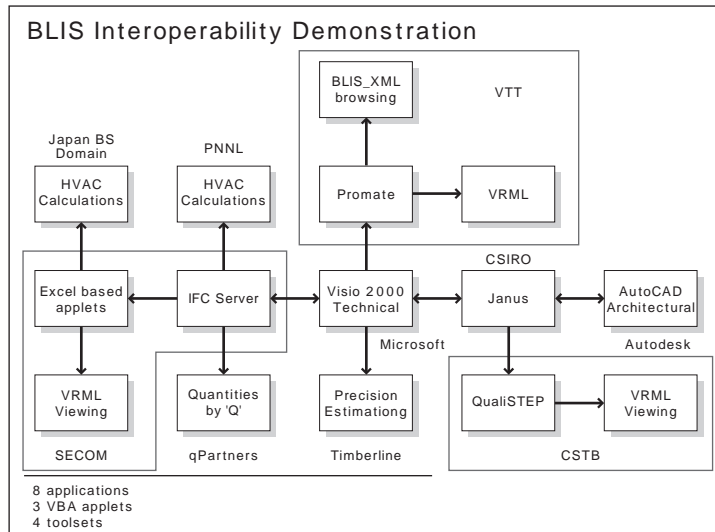 BLIS Interoperability Demonstration
BLIS_XML
browsing
VTT
Japan BS
Domain
PNNL
HVAC
Calculations
HVAC
Calculations
Promate
VRML
CSIRO
Excel based
applets
IFC Server
Visio 2000
Technical
Janus
AutoCAD
Architectural
Microsoft
Autodesk
VRML
Viewing
Quantities
by 'Q'
Precision
Estimationg
QualiSTEP
VRML
Viewing
SECOM
qPartners
Timberline
CSTB
8 applications
3 VBA applets
4 toolsets